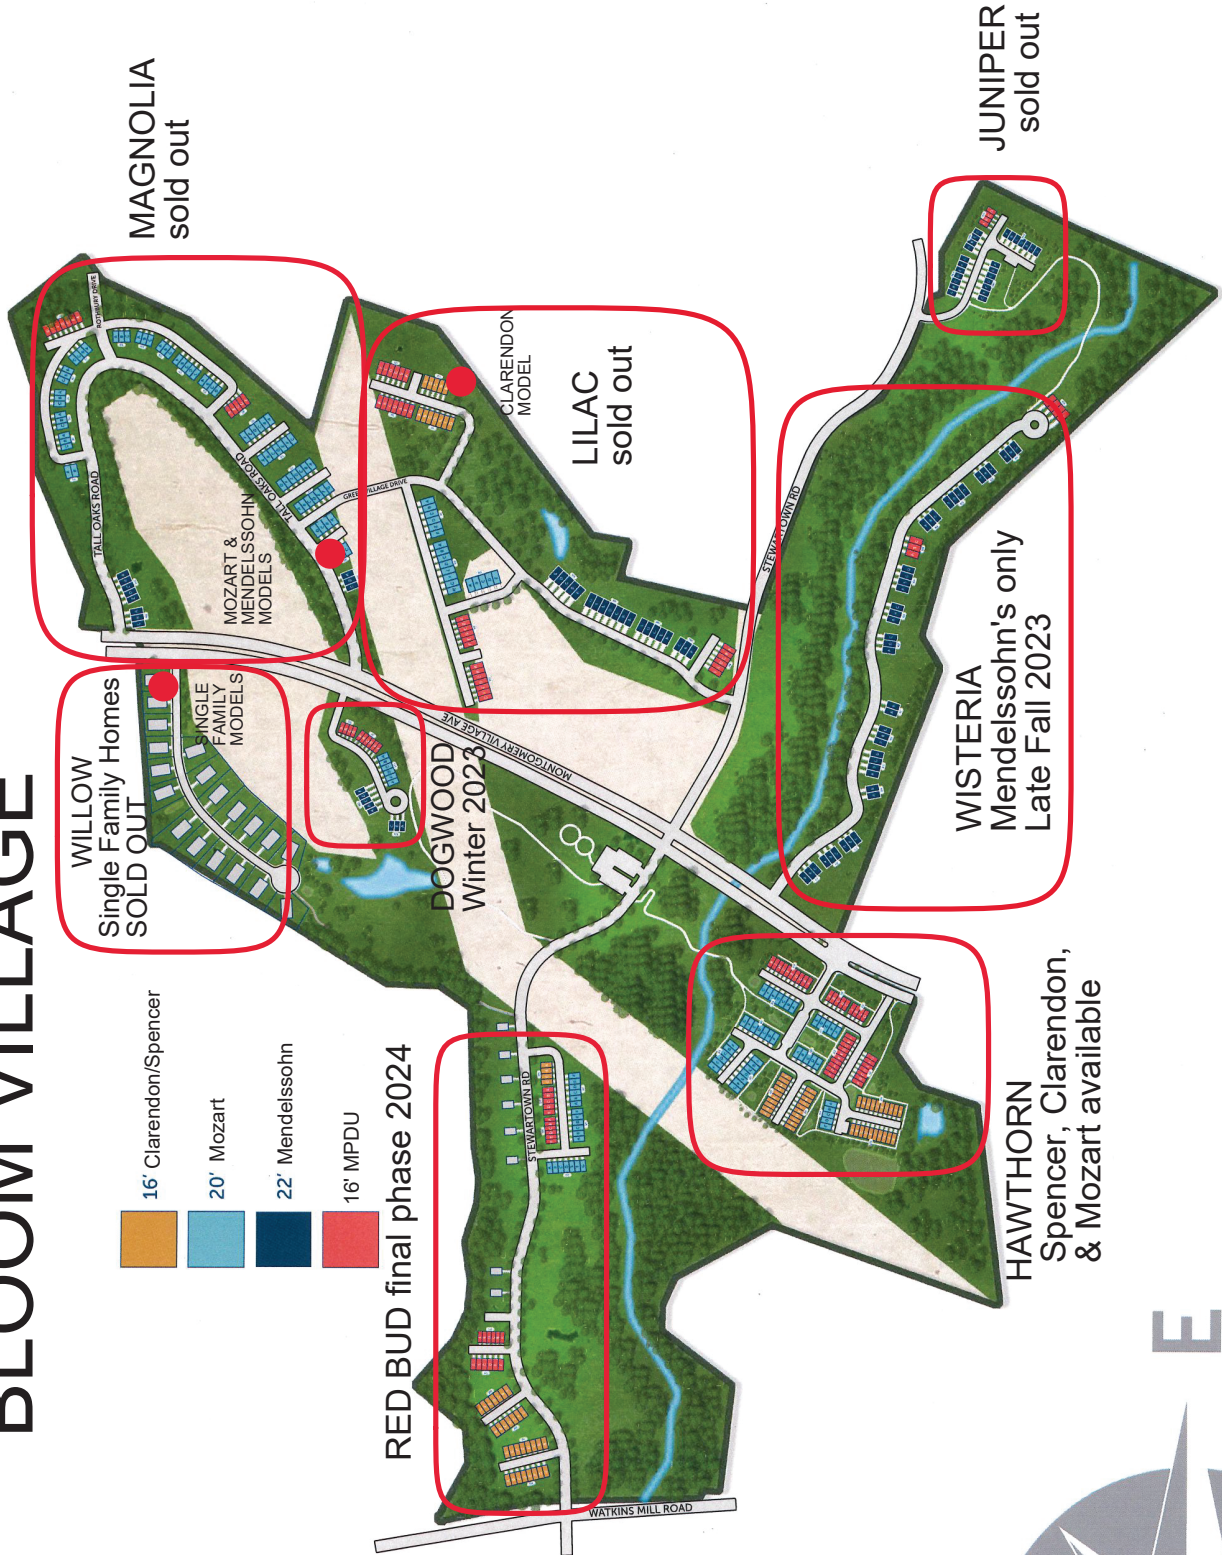 BLOOM VILLAGE
MAGNOLIA
sold out
JUNIPER
sold out
WILLOW
Single Family Homes
SOLD OUT
SINGLE
FAMILY
MODELS
MOZART &
MENDELSSOHN
MODELS
CLARENDON
MODEL
LILAC
sold out
DOGWOOD
Winter 2023
WISTERIA
Mendelssohn's only
Late Fall 2023
HAWTHORN
Spencer, Clarendon,
& Mozart available
RED BUD final phase 2024
16' Clarendon/Spencer
20' Mozart
22' Mendelssohn
16' MPDU
ROTHBURY DRIVE
TALL OAKS ROAD
TALL OAKS ROAD
GREEN VILLAGE DRIVE
MONTGOMERY VILLAGE AVE
STEWARTOWN RD
STEWARTOWN RD
WATKINS MILL ROAD
E